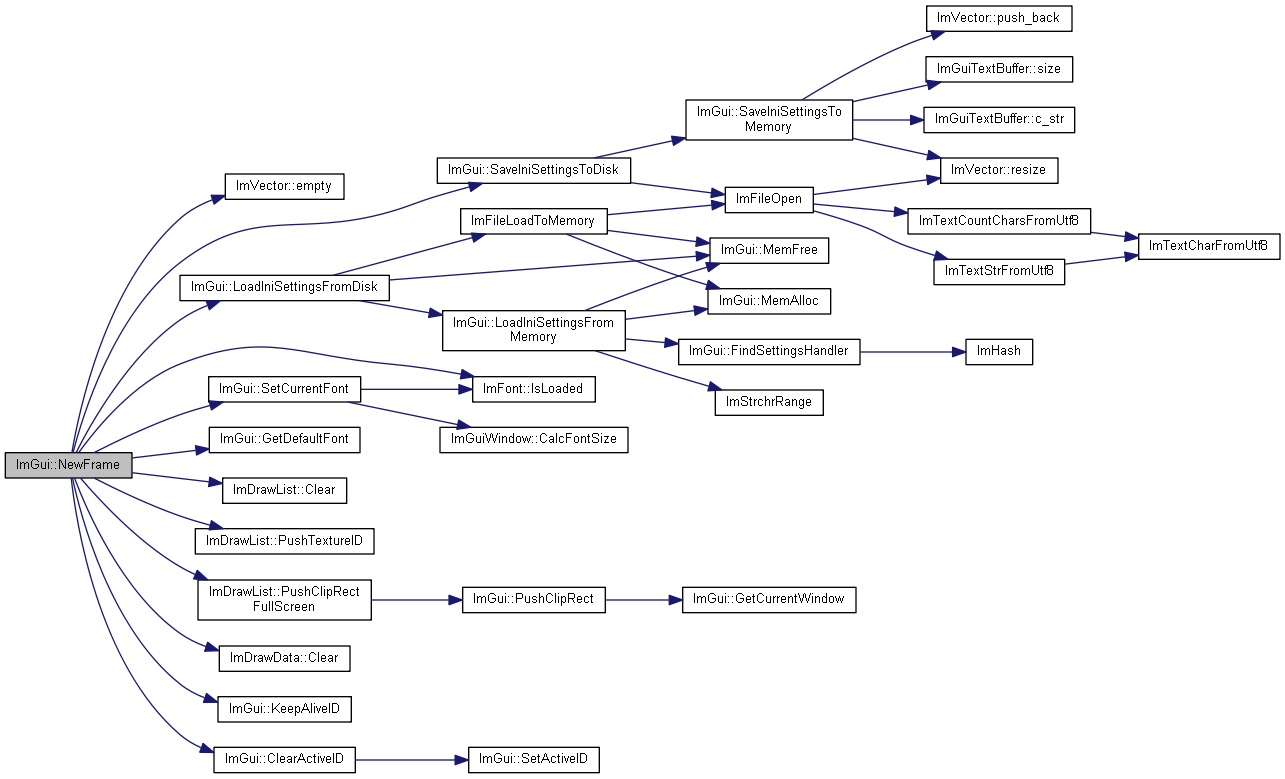 ImVector::push_back
ImGuiTextBuffer::size
ImGui::SaveIniSettingsTo
Memory
ImGuiTextBuffer::c_str
ImVector::resize
ImGui::SaveIniSettingsToDisk
ImVector::empty
ImFileOpen
ImFileLoadToMemory
ImTextCountCharsFromUtf8
ImTextCharFromUtf8
ImGui::MemFree
ImTextStrFromUtf8
ImGui::LoadIniSettingsFromDisk
ImGui::MemAlloc
ImGui::LoadIniSettingsFrom
Memory
ImGui::FindSettingsHandler
ImHash
ImGui::SetCurrentFont
ImFont::IsLoaded
ImStrchrRange
ImGui::GetDefaultFont
ImGuiWindow::CalcFontSize
ImGui::NewFrame
ImDrawList::Clear
ImDrawList::PushTextureID
ImDrawList::PushClipRect
FullScreen
ImGui::PushClipRect
ImGui::GetCurrentWindow
ImDrawData::Clear
ImGui::KeepAliveID
ImGui::ClearActiveID
ImGui::SetActiveID